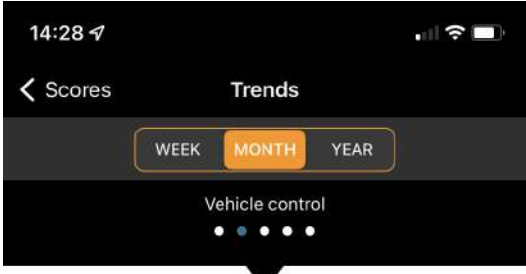 14:28
Scores Trends
WEEK MONTH YEAR
Vehicle control